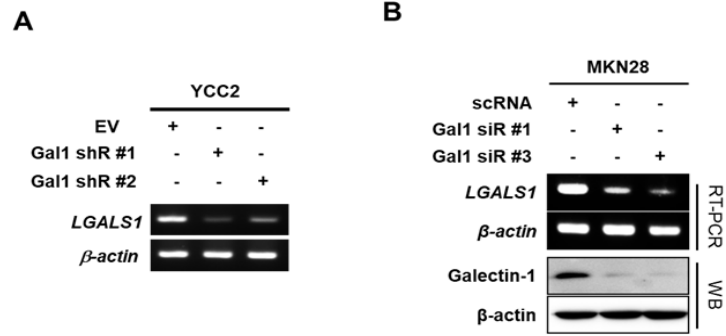 A
YCC2
EV + - -
Gal1 shR #1 - + -
Gal1 shR #2 - - +
LGALS1
β-actin
B
MKN28
scRNA + - -
Gal1 siR #1 - + -
Gal1 siR #3 - - +
LGALS1
β-actin
RT-PCR
Galectin-1
β-actin
WB